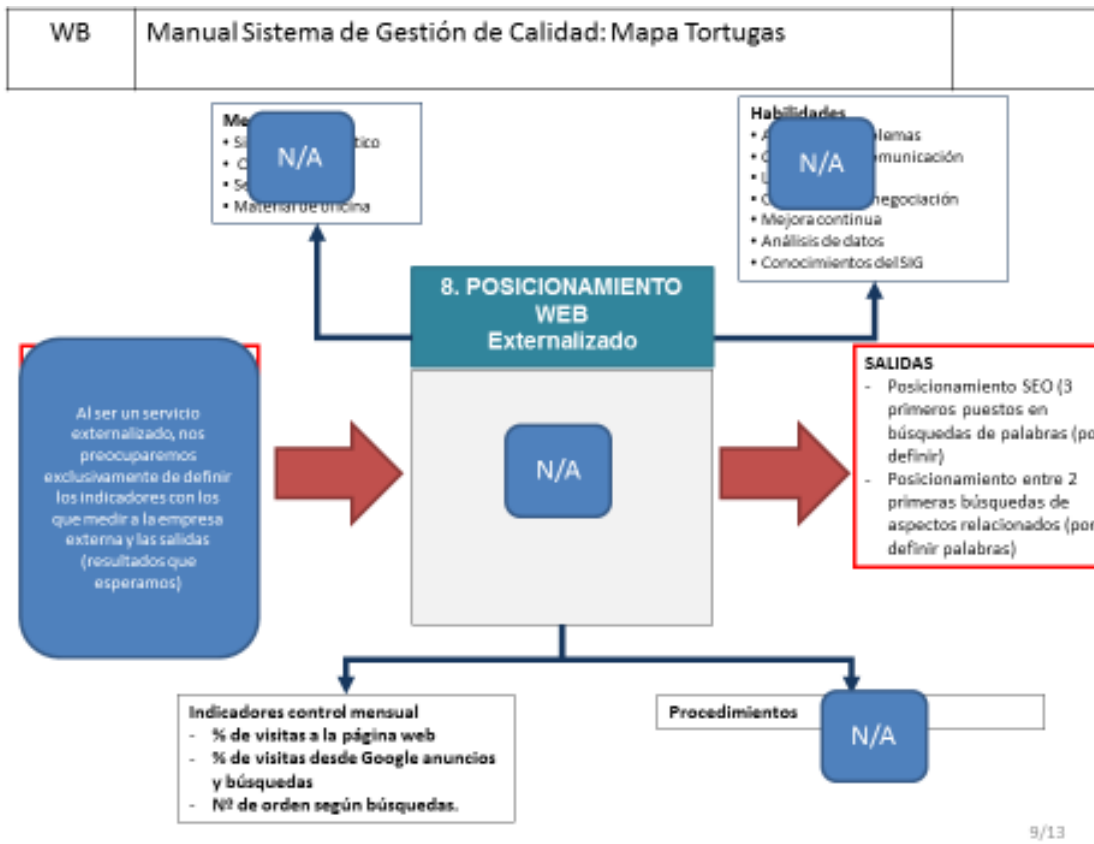 WB
Manual Sistema de Gestión de Calidad: Mapa Tortugas
N/A
• Material de oficina
Habilidades
negociación
• Mejora continua
• Análisis de datos
• Conocimientos del SIG
N/A
8. POSICIONAMIENTO
WEB
Externalizado
Al ser un servicio
externalizado, nos
preocuparemos
exclusivamente de definir
los indicadores con los
que medir a la empresa
externa y las salidas
(resultados que
esperamos)
N/A
SALIDAS
- Posicionamiento SEO (3
primeros puestos en
búsquedas de palabras (por
definir)
- Posicionamiento entre 2
primeras búsquedas de
aspectos relacionados (por
definir palabras)
Indicadores control mensual
- % de visitas a la página web
- % de visitas desde Google anuncios
y búsquedas
- Nº de orden según búsquedas.
Procedimientos
N/A
9/13